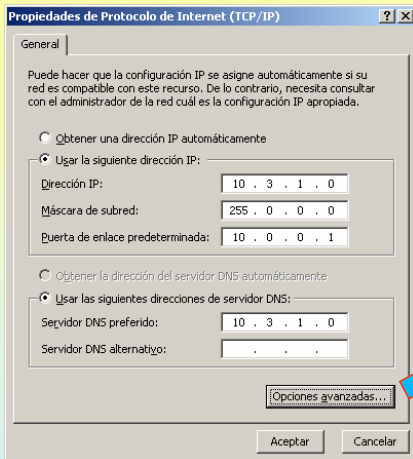 Propiedades de Protocolo de Internet (TCP/IP)
General
Puede hacer que la configuración IP se asigne automáticamente si su
red es compatible con este recurso. De lo contrario, necesita consultar
con el administrador de la red cuál es la configuración IP apropiada.
Obtener una dirección IP automáticamente
Usar la siguiente dirección IP:
Dirección IP: 10 . 3 . 1 . 0
Máscara de subred: 255 . 0 . 0 . 0
Puerta de enlace predeterminada: 10 . 0 . 0 . 1
Obtener la dirección del servidor DNS automáticamente
Usar las siguientes direcciones de servidor DNS:
Servidor DNS preferido: 10 . 3 . 1 . 0
Servidor DNS alternativo: . . .
Opciones avanzadas...
Aceptar Cancelar